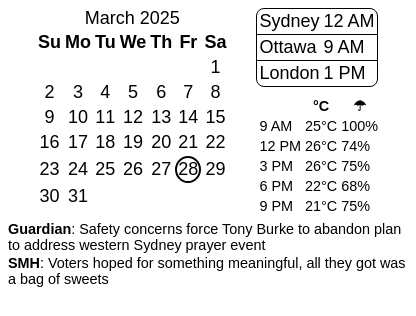 March 2025
Su Mo Tu We Th Fr Sa
1
2 3 4 5 6 7 8
9 10 11 12 13 14 15
16 17 18 19 20 21 22
23 24 25 26 27 28 29
30 31
Sydney 12 AM
Ottawa 9 AM
London 1 PM
°C ☂
9 AM 25°C 100%
12 PM 26°C 74%
3 PM 26°C 75%
6 PM 22°C 68%
9 PM 21°C 75%
Guardian: Safety concerns force Tony Burke to abandon plan
to address western Sydney prayer event
SMH: Voters hoped for something meaningful, all they got was
a bag of sweets